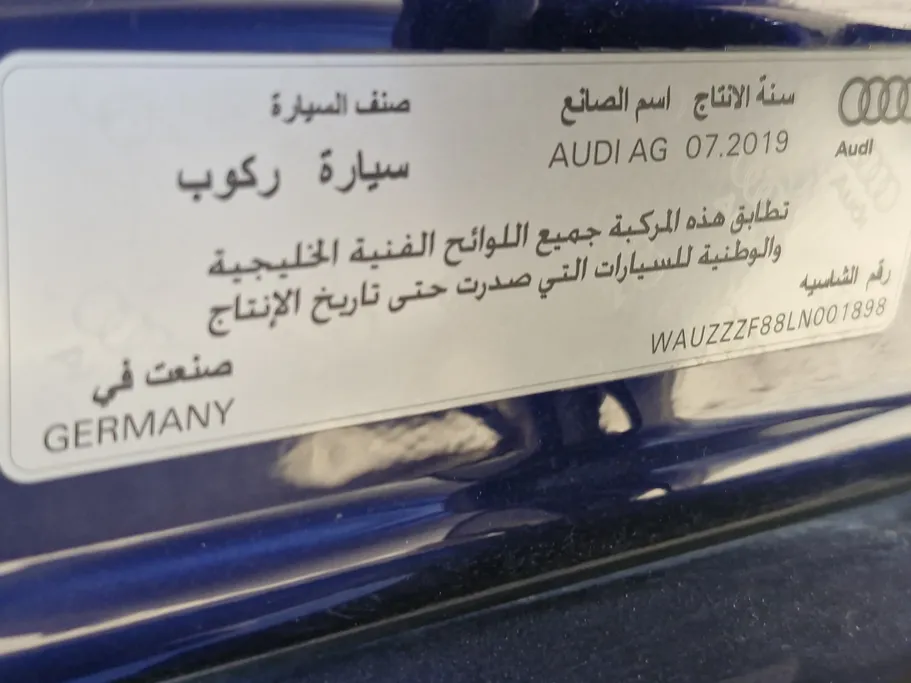 سنة الانتاج اسم الصانع صنف السيارة
Audi
AUDI AG 07.2019
سيارة ركوب
تطابق هذه المركبة جميع اللوائح الفنية الخليجية
والوطنية للسيارات التي صدرت حتى تاريخ الإنتاج
رقم الشاسيه
WAUZZZF88LN001898
صنعت في
GERMANY